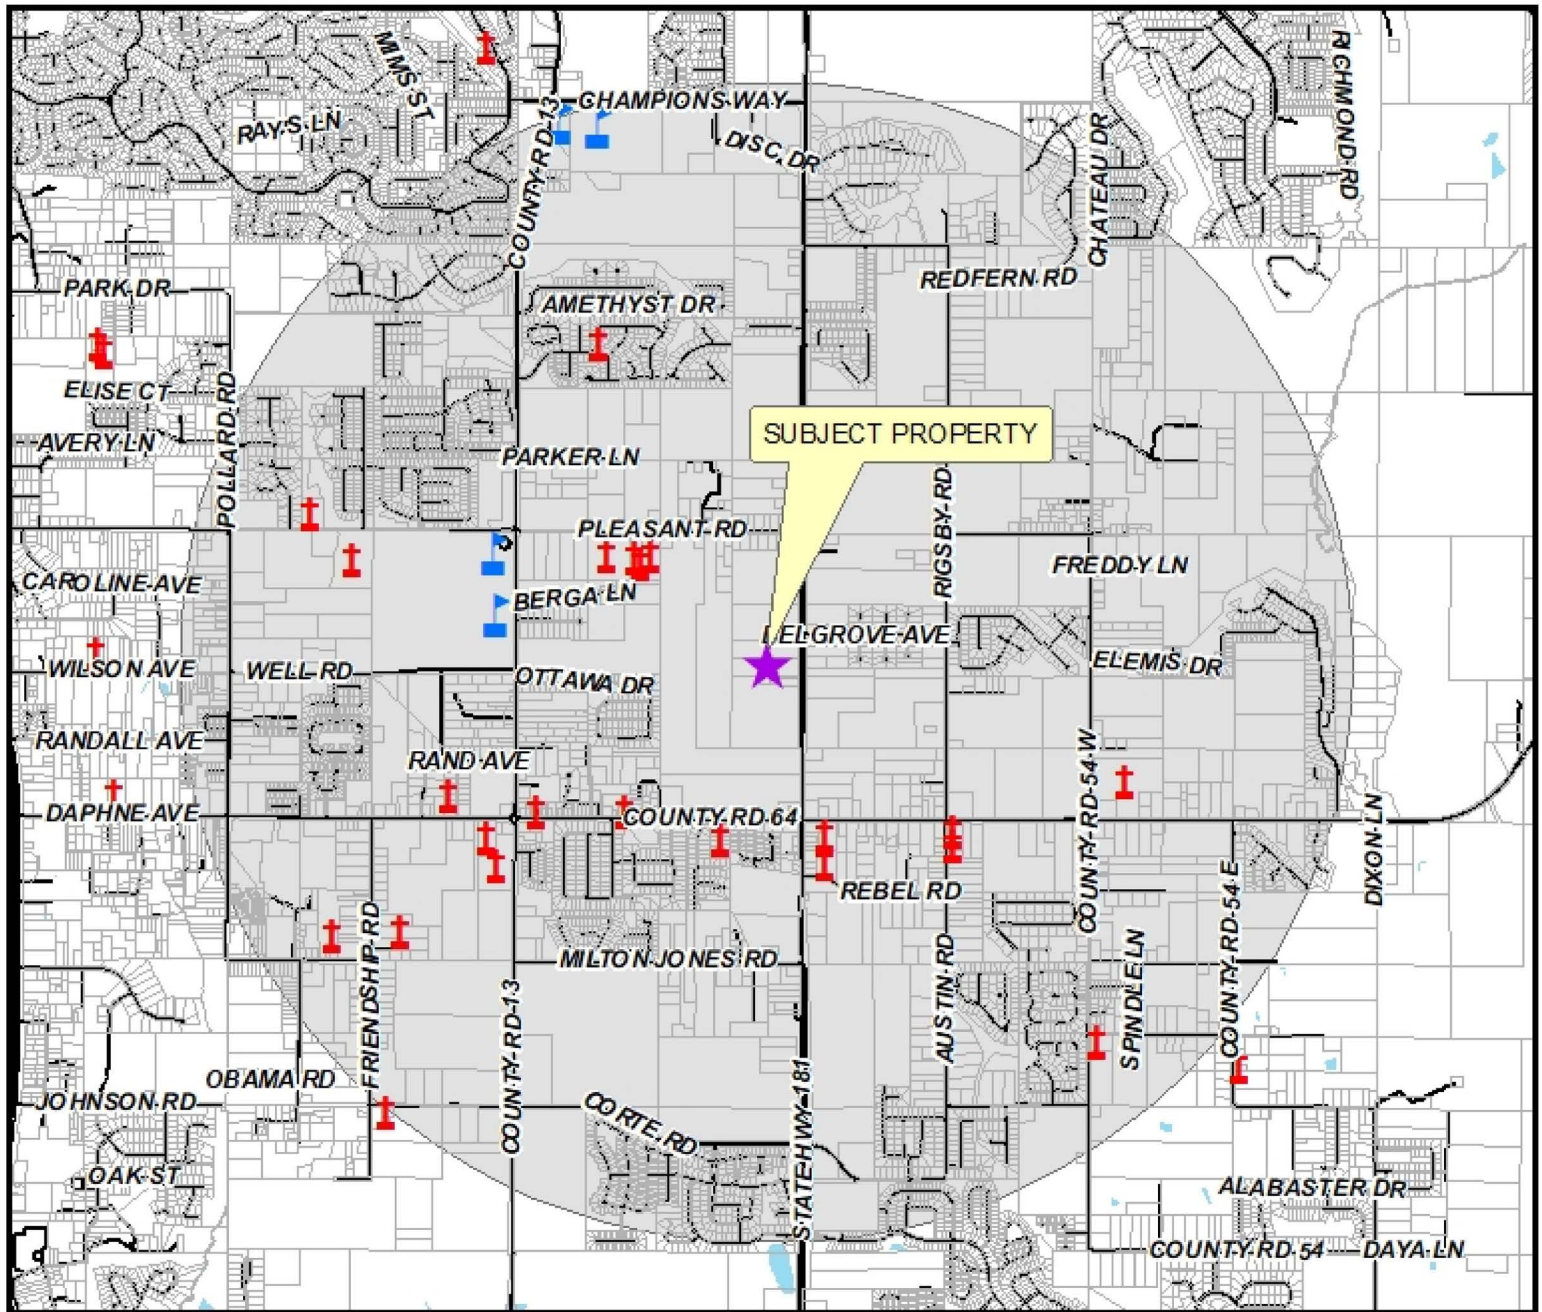 MIMS ST
RICHMOND RD
CHAMPIONS WAY
RAY'S LN
DISC. DR
COUNTY RD 13
CHATEAU DR
REDFERN RD
PARK DR
AMETHYST DR
ELISE CT
POLLARD RD
AVERY LN
SUBJECT PROPERTY
PARKER LN
RIGSBY RD
PLEASANT RD
FREDDY LN
CAROLINE AVE
BERGA LN
BELGROVE AVE
WILSON AVE
WELL RD
OTTAWA DR
ELEMIS DR
RANDALL AVE
RAND AVE
COUNTY RD 54 W
DAPHNE AVE
COUNTY RD 64
DIXON LN
REBEL RD
COUNTY RD 54 E
FRIENDSHIP RD
MILTON JONES RD
AUSTIN RD
SPINDLE LN
COUNTY RD 13
OBAMA RD
JOHNSON RD
CORTE RD
STATE HWY 181
OAK ST
ALABASTER DR
COUNTY RD 54
DAYA LN